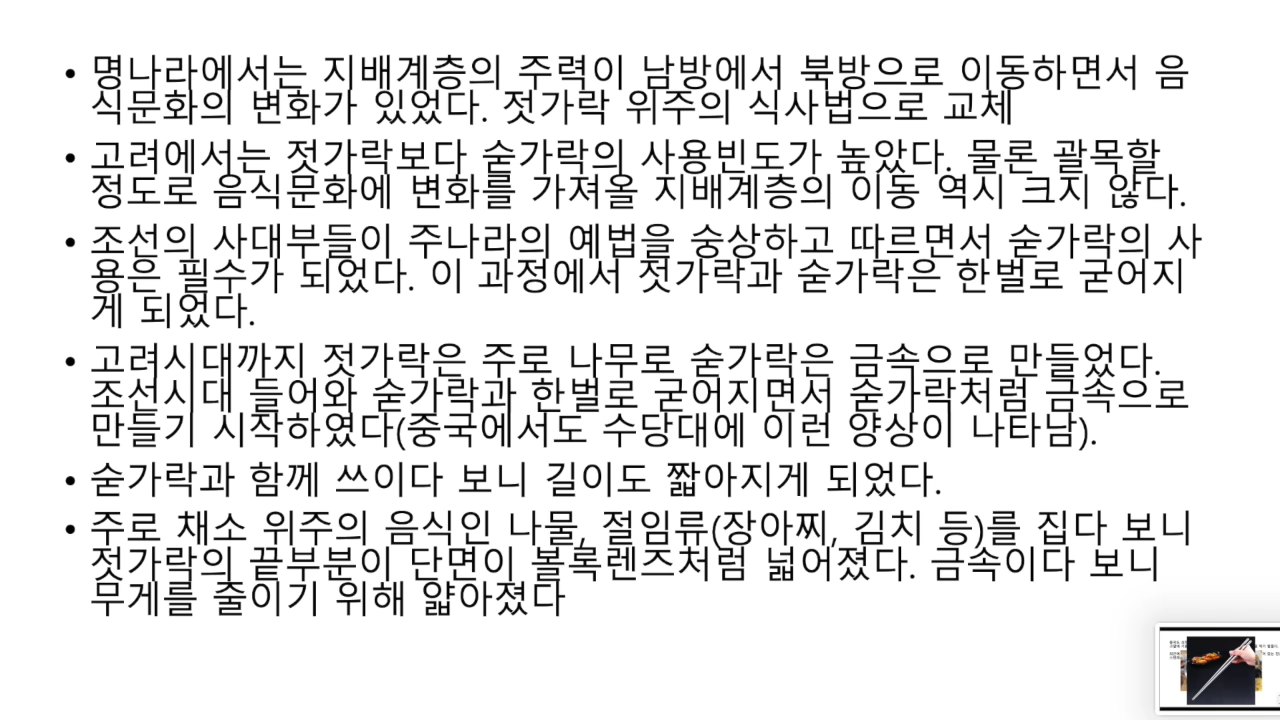 • 명나라에서는 지배계층의 주력이 남방에서 북방으로 이동하면서 음
식문화의 변화가 있었다. 젓가락 위주의 식사법으로 교체
• 고려에서는 젓가락보다 숟가락의 사용빈도가 높았다. 물론 괄목할
정도로 음식문화에 변화를 가져올 지배계층의 이동 역시 크지 않다.
• 조선의 사대부들이 주나라의 예법을 숭상하고 따르면서 숟가락의 사
용은 필수가 되었다. 이 과정에서 젓가락과 숟가락은 한벌로 굳어지
게 되었다.
• 고려시대까지 젓가락은 주로 나무로 숟가락은 금속으로 만들었다.
조선시대 들어와 숟가락과 한벌로 굳어지면서 숟가락처럼 금속으로
만들기 시작하였다(중국에서도 수당대에 이런 양상이 나타남).
• 숟가락과 함께 쓰이다 보니 길이도 짧아지게 되었다.
• 주로 채소 위주의 음식인 나물, 절임류(장아찌, 김치 등)를 집다 보니
젓가락의 끝부분이 단면이 볼록렌즈처럼 넓어졌다. 금속이다 보니
무게를 줄이기 위해 얇아졌다